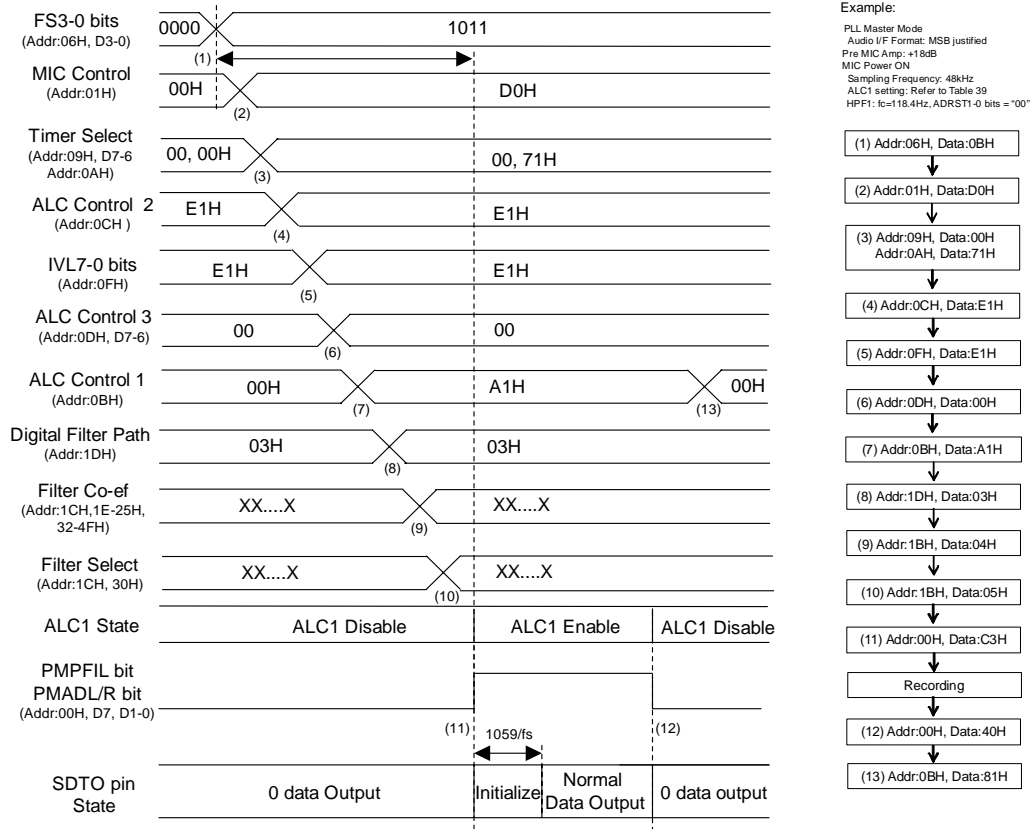 FS3-0 bits
(Addr:06H, D3-0)
0000
1011
(1)
MIC Control
(Addr:01H)
00H
D0H
(2)
Timer Select
(Addr:09H, D7-6
Addr:0AH)
00, 00H
00, 71H
(3)
ALC Control 2
(Addr:0CH )
E1H
E1H
(4)
IVL7-0 bits
(Addr:0FH)
E1H
E1H
(5)
ALC Control 3
(Addr:0DH, D7-6)
00
00
(6)
ALC Control 1
(Addr:0BH)
00H
A1H
00H
(7)
(13)
Digital Filter Path
(Addr:1DH)
03H
03H
(8)
Filter Co-ef
(Addr:1CH,1E-25H,
32-4FH)
XX....X
XX....X
(9)
Filter Select
(Addr:1CH, 30H)
XX....X
XX....X
(10)
ALC1 State
ALC1 Disable
ALC1 Enable
ALC1 Disable
PMPFIL bit
PMADL/R bit
(Addr:00H, D7, D1-0)
(11)
(12)
1059/fs
SDTO pin
State
0 data Output
Initialize
Normal
Data Output
0 data output
Example:
PLL Master Mode
Audio I/F Format: MSB justified
Pre MIC Amp: +18dB
MIC Power ON
Sampling Frequency: 48kHz
ALC1 setting: Refer to Table 39
HPF1: fc=118.4Hz, ADRST1-0 bits = “00”
(1) Addr:06H, Data:0BH
(2) Addr:01H, Data:D0H
(3) Addr:09H, Data:00H
Addr:0AH, Data:71H
(4) Addr:0CH, Data:E1H
(5) Addr:0FH, Data:E1H
(6) Addr:0DH, Data:00H
(7) Addr:0BH, Data:A1H
(8) Addr:1DH, Data:03H
(9) Addr:1BH, Data:04H
(10) Addr:1BH, Data:05H
(11) Addr:00H, Data:C3H
Recording
(12) Addr:00H, Data:40H
(13) Addr:0BH, Data:81H